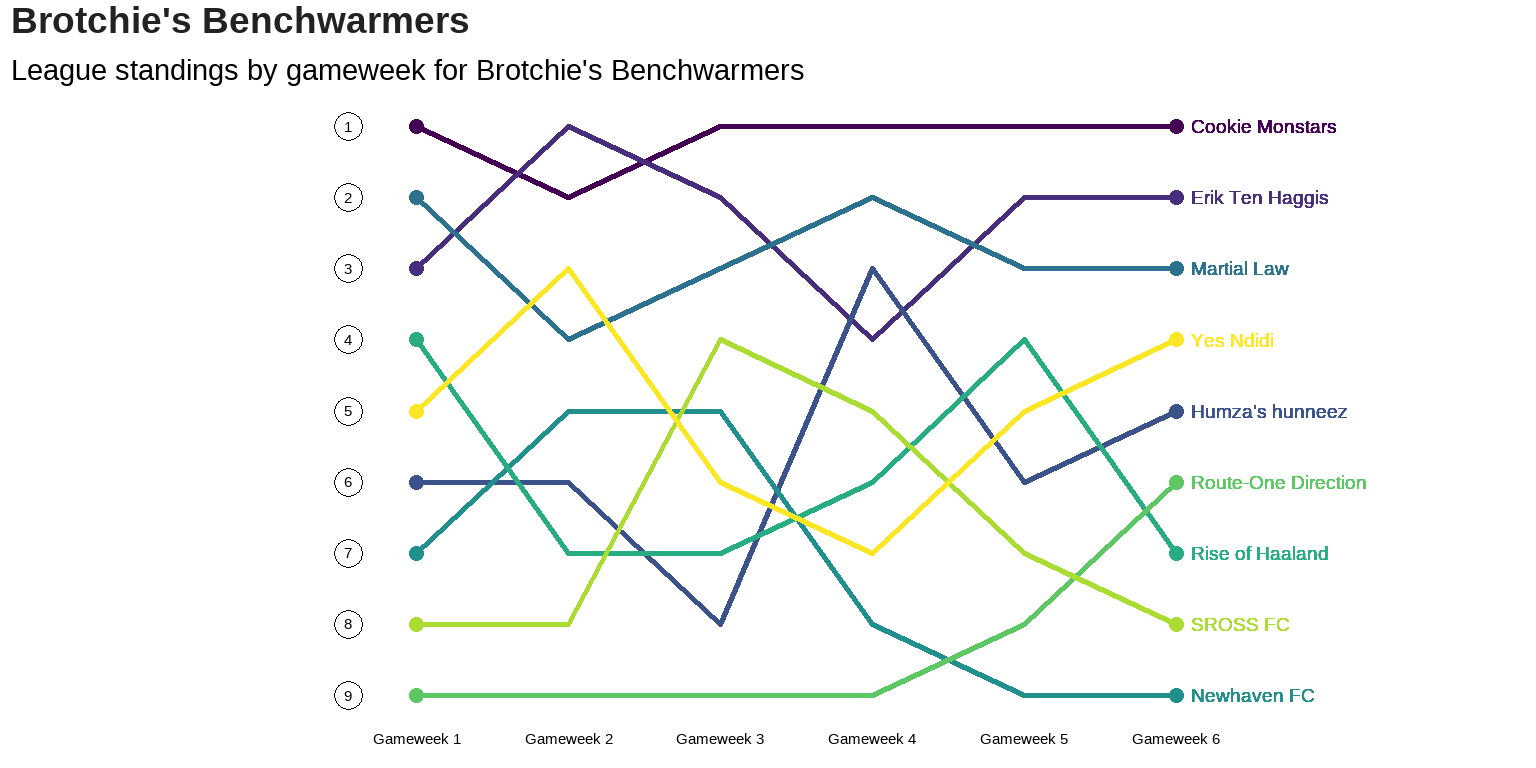 Brotchie's Benchwarmers
League standings by gameweek for Brotchie's Benchwarmers
1 Cookie Monstars
2 Erik Ten Haggis
3 Martial Law
4 Yes Ndidi
5 Humza's hunneez
6 Route-One Direction
7 Rise of Haaland
8 SROSS FC
9 Newhaven FC
Gameweek 1 Gameweek 2 Gameweek 3 Gameweek 4 Gameweek 5 Gameweek 6